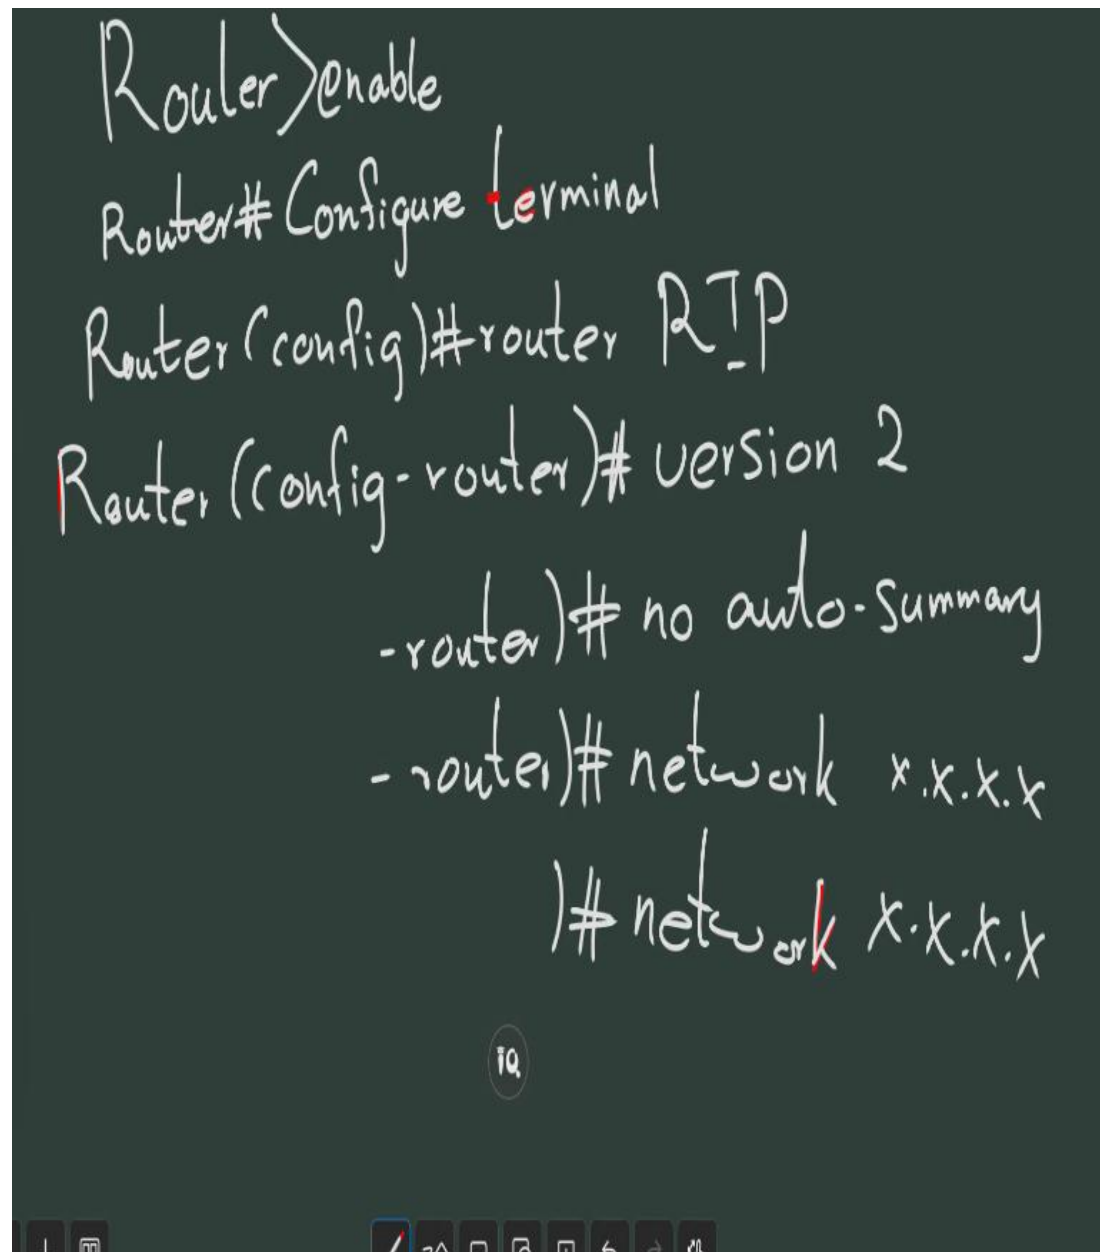 Router>enable
Router# Configure terminal
Router(config)#router RIP
Router(config-router)# version 2
-router)# no auto-summary
-router)# network x.x.x.x
)# network x.x.x.x
iQ